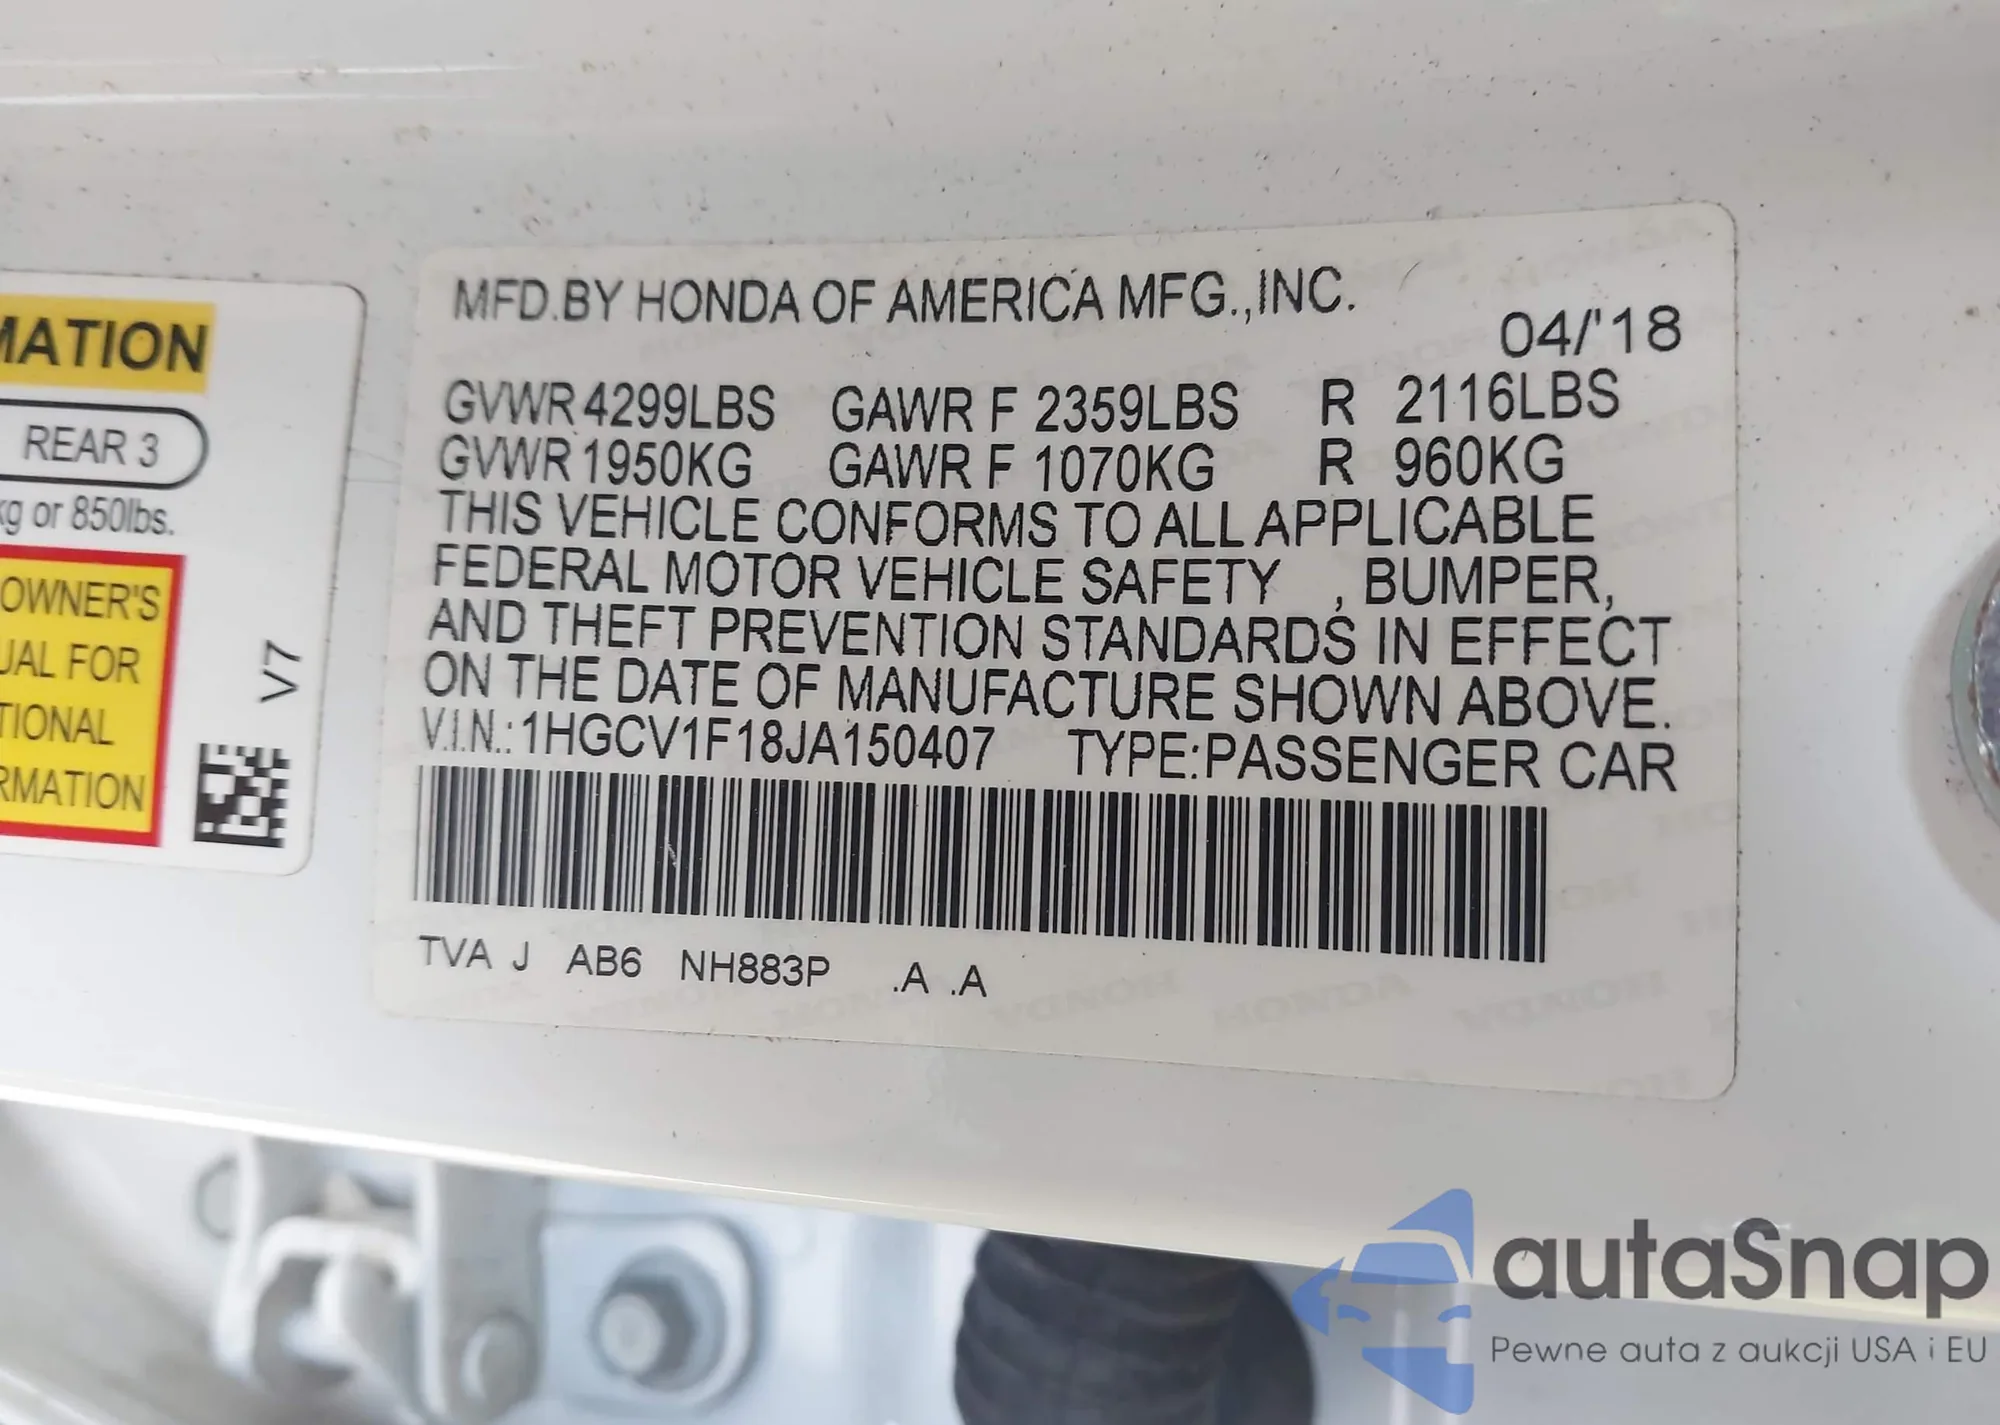 MATION
REAR 3
kg or 850lbs.
OWNER'S
UAL FOR
TIONAL
RMATION
V7
MFD.BY HONDA OF AMERICA MFG.,INC.
04/'18
GVWR 4299LBS GAWR F 2359LBS R 2116LBS
GVWR 1950KG GAWR F 1070KG R 960KG
THIS VEHICLE CONFORMS TO ALL APPLICABLE
FEDERAL MOTOR VEHICLE SAFETY , BUMPER,
AND THEFT PREVENTION STANDARDS IN EFFECT
ON THE DATE OF MANUFACTURE SHOWN ABOVE.
V.I.N.: 1HGCV1F18JA150407 TYPE:PASSENGER CAR
TVA J AB6 NH883P .A .A
autaSnap
Pewne auta z aukcji USA i EU